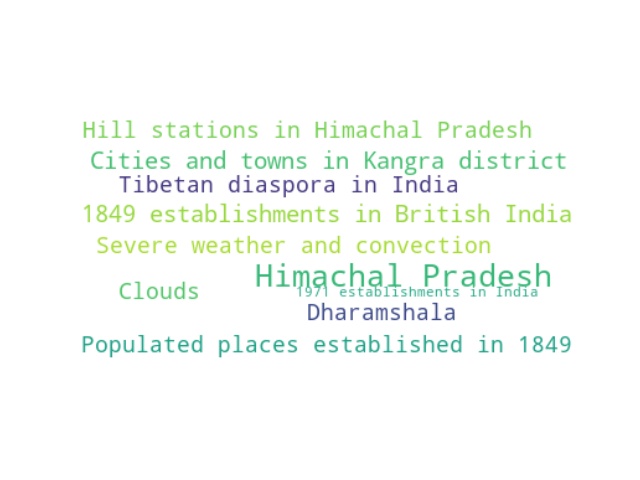 Hill stations in Himachal Pradesh
Cities and towns in Kangra district
Tibetan diaspora in India
1849 establishments in British India
Severe weather and convection
Himachal Pradesh
Clouds
1971 establishments in India
Dharamshala
Populated places established in 1849